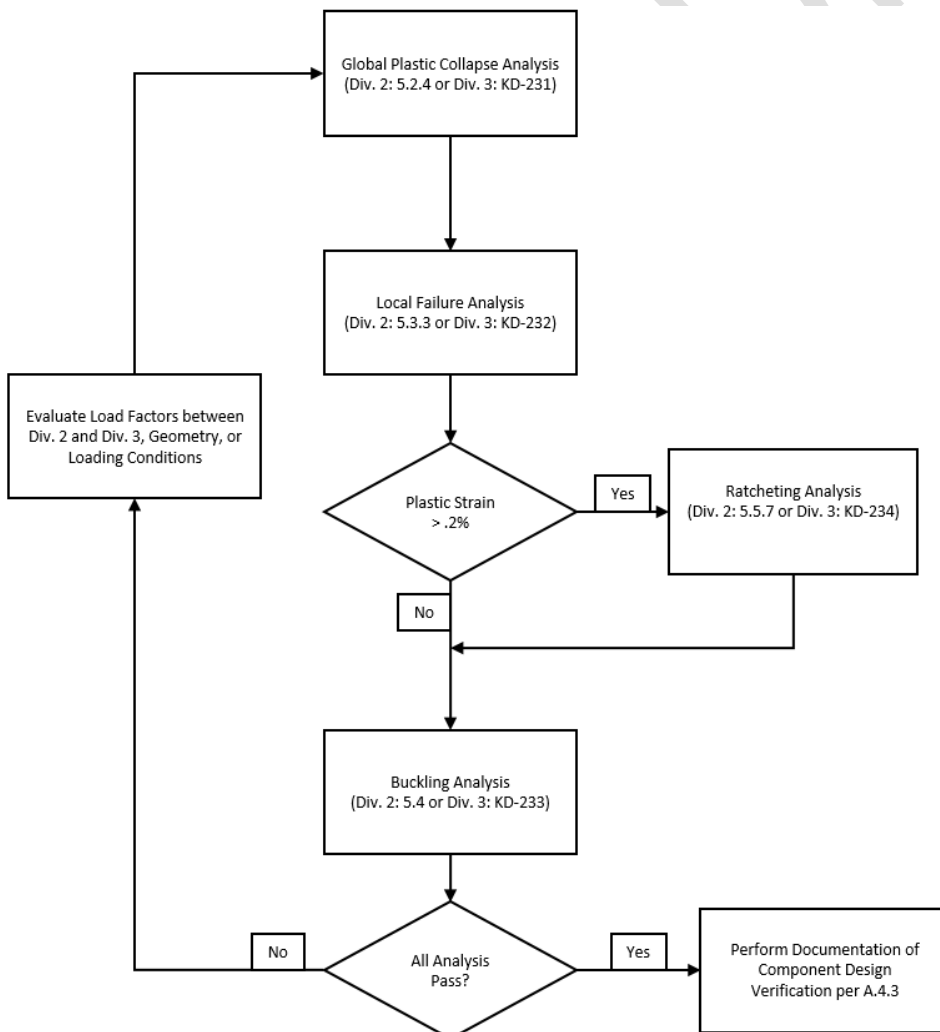 Global Plastic Collapse Analysis
(Div. 2: 5.2.4 or Div. 3: KD-231)
Local Failure Analysis
(Div. 2: 5.3.3 or Div. 3: KD-232)
Evaluate Load Factors between
Div. 2 and Div. 3, Geometry, or
Loading Conditions
Plastic Strain
> .2%
Yes
Ratcheting Analysis
(Div. 2: 5.5.7 or Div. 3: KD-234)
No
Buckling Analysis
(Div. 2: 5.4 or Div. 3: KD-233)
No
All Analysis
Pass?
Yes
Perform Documentation of
Component Design
Verification per A.4.3